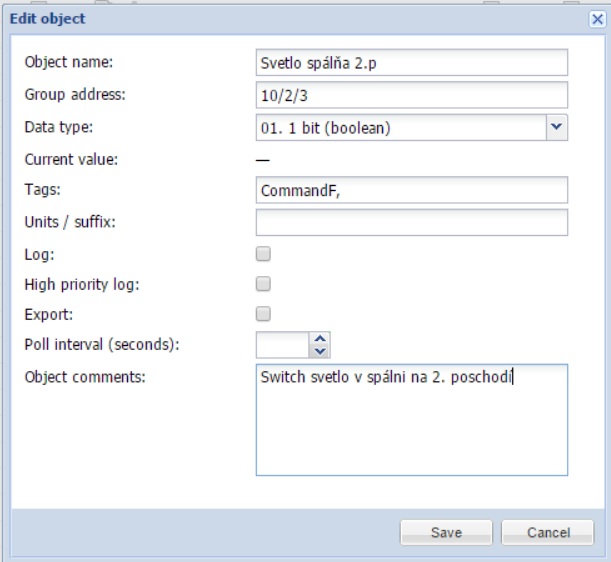 Edit object
Object name: Svetlo spálňa 2.p
Group address: 10/2/3
Data type: 01. 1 bit (boolean)
Current value: —
Tags: CommandF,
Units / suffix:
Log:
High priority log:
Export:
Poll interval (seconds):
Object comments: Switch svetlo v spálni na 2. poschodí
Save Cancel